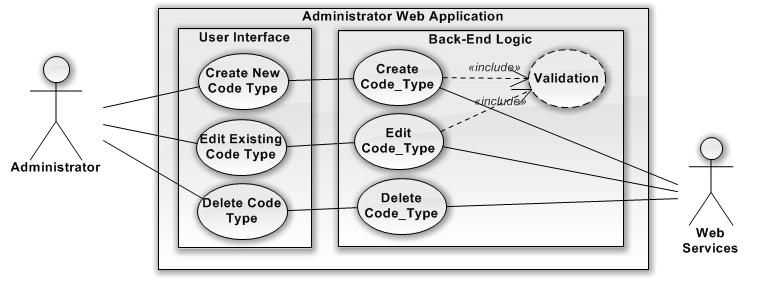 Administrator Web Application
User Interface
Back-End Logic
Create New
Code Type
Create
Code_Type
«include»
Validation
«include»
Edit Existing
Code Type
Edit
Code_Type
Administrator
Delete Code
Type
Delete
Code_Type
Web
Services